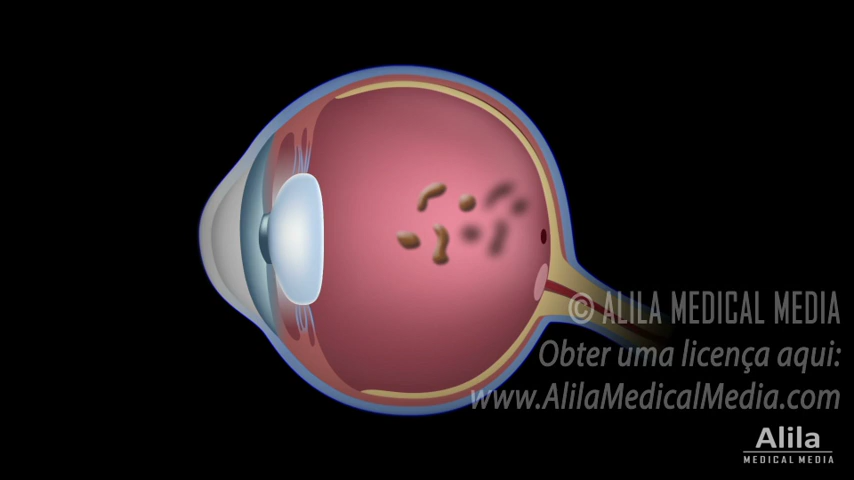 © ALILA MEDICAL MEDIA
Obter uma licença aqui:
www.AlilaMedicalMedia.com
Alila
MEDICAL MEDIA